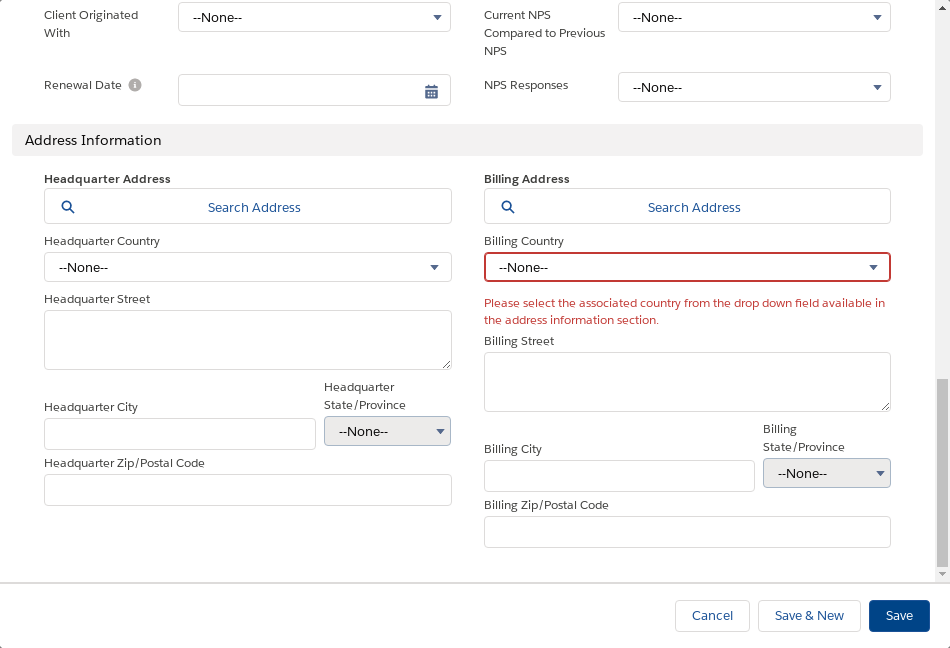 Client Originated
With
--None--
Current NPS
Compared to Previous
NPS
--None--
Renewal Date
NPS Responses
--None--
Address Information
Headquarter Address
Search Address
Headquarter Country
--None--
Headquarter Street
Headquarter City
Headquarter
State/Province
--None--
Headquarter Zip/Postal Code
Billing Address
Search Address
Billing Country
--None--
Please select the associated country from the drop down field available in
the address information section.
Billing Street
Billing City
Billing
State/Province
--None--
Billing Zip/Postal Code
Cancel
Save & New
Save